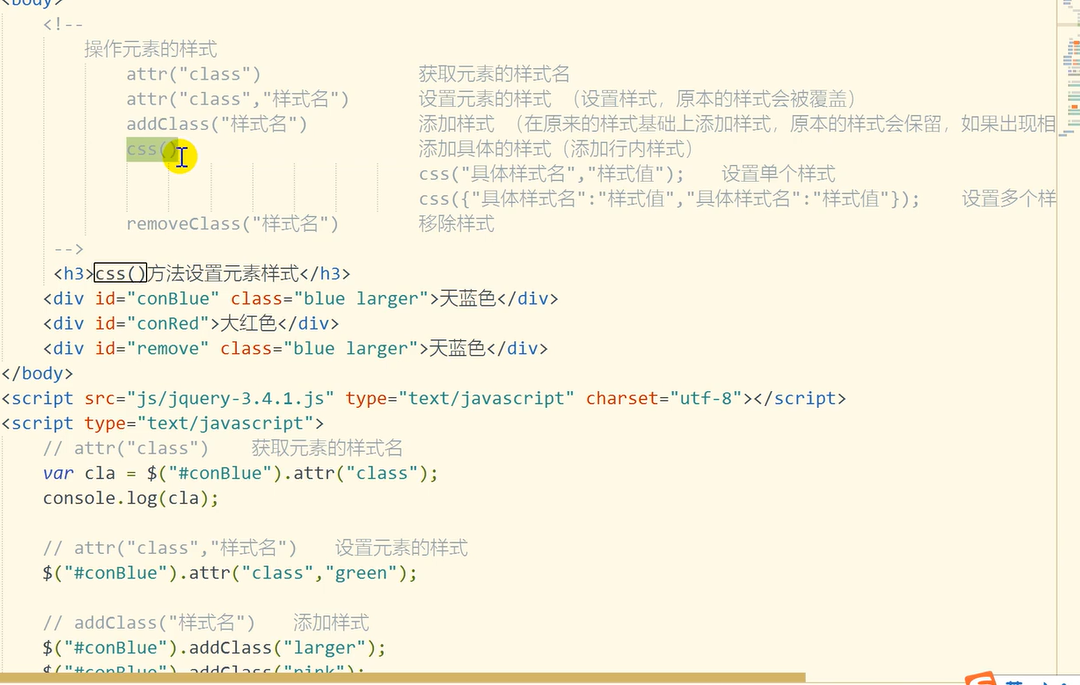 <body>
<!--
操作元素的样式
attr("class") 获取元素的样式名
attr("class","样式名") 设置元素的样式 （设置样式，原本的样式会被覆盖）
addClass("样式名") 添加样式 （在原来的样式基础上添加样式，原本的样式会保留，如果出现相
css() 添加具体的样式（添加行内样式）
css("具体样式名","样式值"); 设置单个样式
css({"具体样式名":"样式值","具体样式名":"样式值"}); 设置多个样
removeClass("样式名") 移除样式
-->
<h3>css()方法设置元素样式</h3>
<div id="conBlue" class="blue larger">天蓝色</div>
<div id="conRed">大红色</div>
<div id="remove" class="blue larger">天蓝色</div>
</body>
<script src="js/jquery-3.4.1.js" type="text/javascript" charset="utf-8"></script>
<script type="text/javascript">
// attr("class") 获取元素的样式名
var cla = $("#conBlue").attr("class");
console.log(cla);
// attr("class","样式名") 设置元素的样式
$("#conBlue").attr("class","green");
// addClass("样式名") 添加样式
$("#conBlue").addClass("larger");
$("#conBlue").addClass("pink");